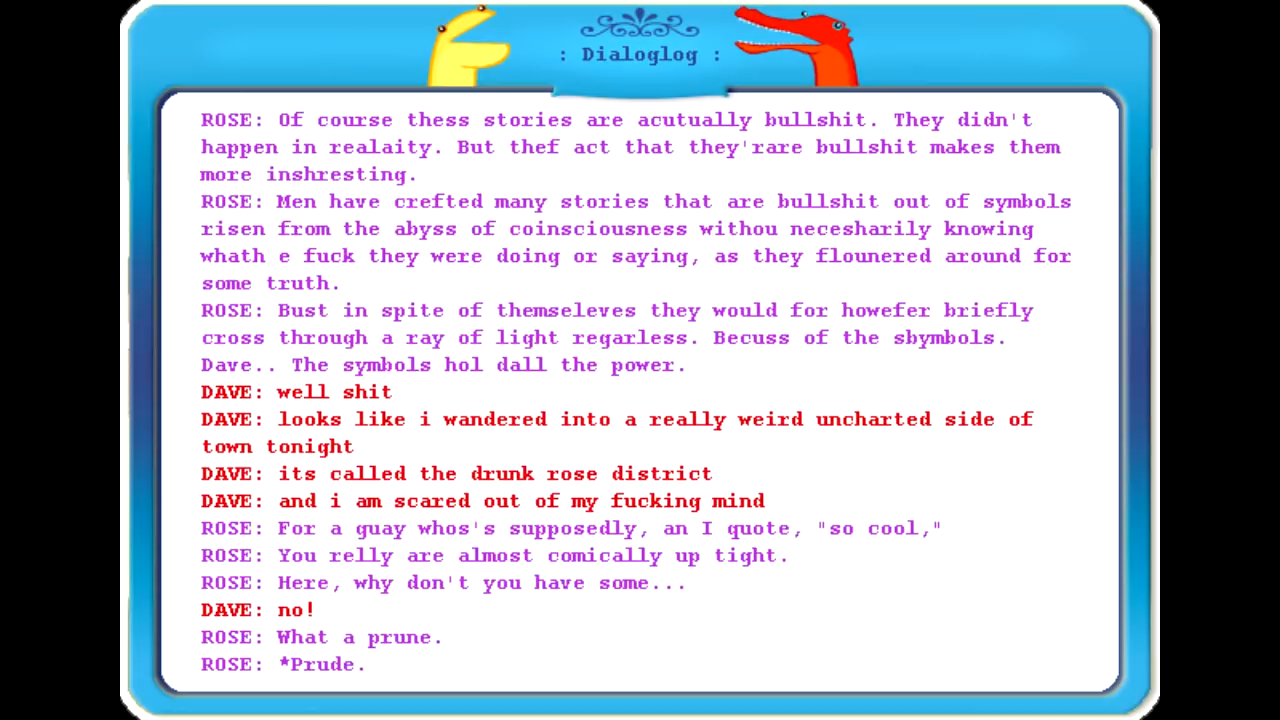 : Dialoglog :
ROSE: Of course thess stories are acutually bullshit. They didn't
happen in realaity. But thef act that they'rare bullshit makes them
more inshresting.
ROSE: Men have crefted many stories that are bullshit out of symbols
risen from the abyss of coinsciousness withou necesharily knowing
whath e fuck they were doing or saying, as they flounered around for
some truth.
ROSE: Bust in spite of themseleves they would for howefer briefly
cross through a ray of light regarless. Becuss of the sbymbols.
Dave.. The symbols hol dall the power.
DAVE: well shit
DAVE: looks like i wandered into a really weird uncharted side of
town tonight
DAVE: its called the drunk rose district
DAVE: and i am scared out of my fucking mind
ROSE: For a guay whos's supposedly, an I quote, "so cool,"
ROSE: You relly are almost comically up tight.
ROSE: Here, why don't you have some...
DAVE: no!
ROSE: What a prune.
ROSE: *Prude.